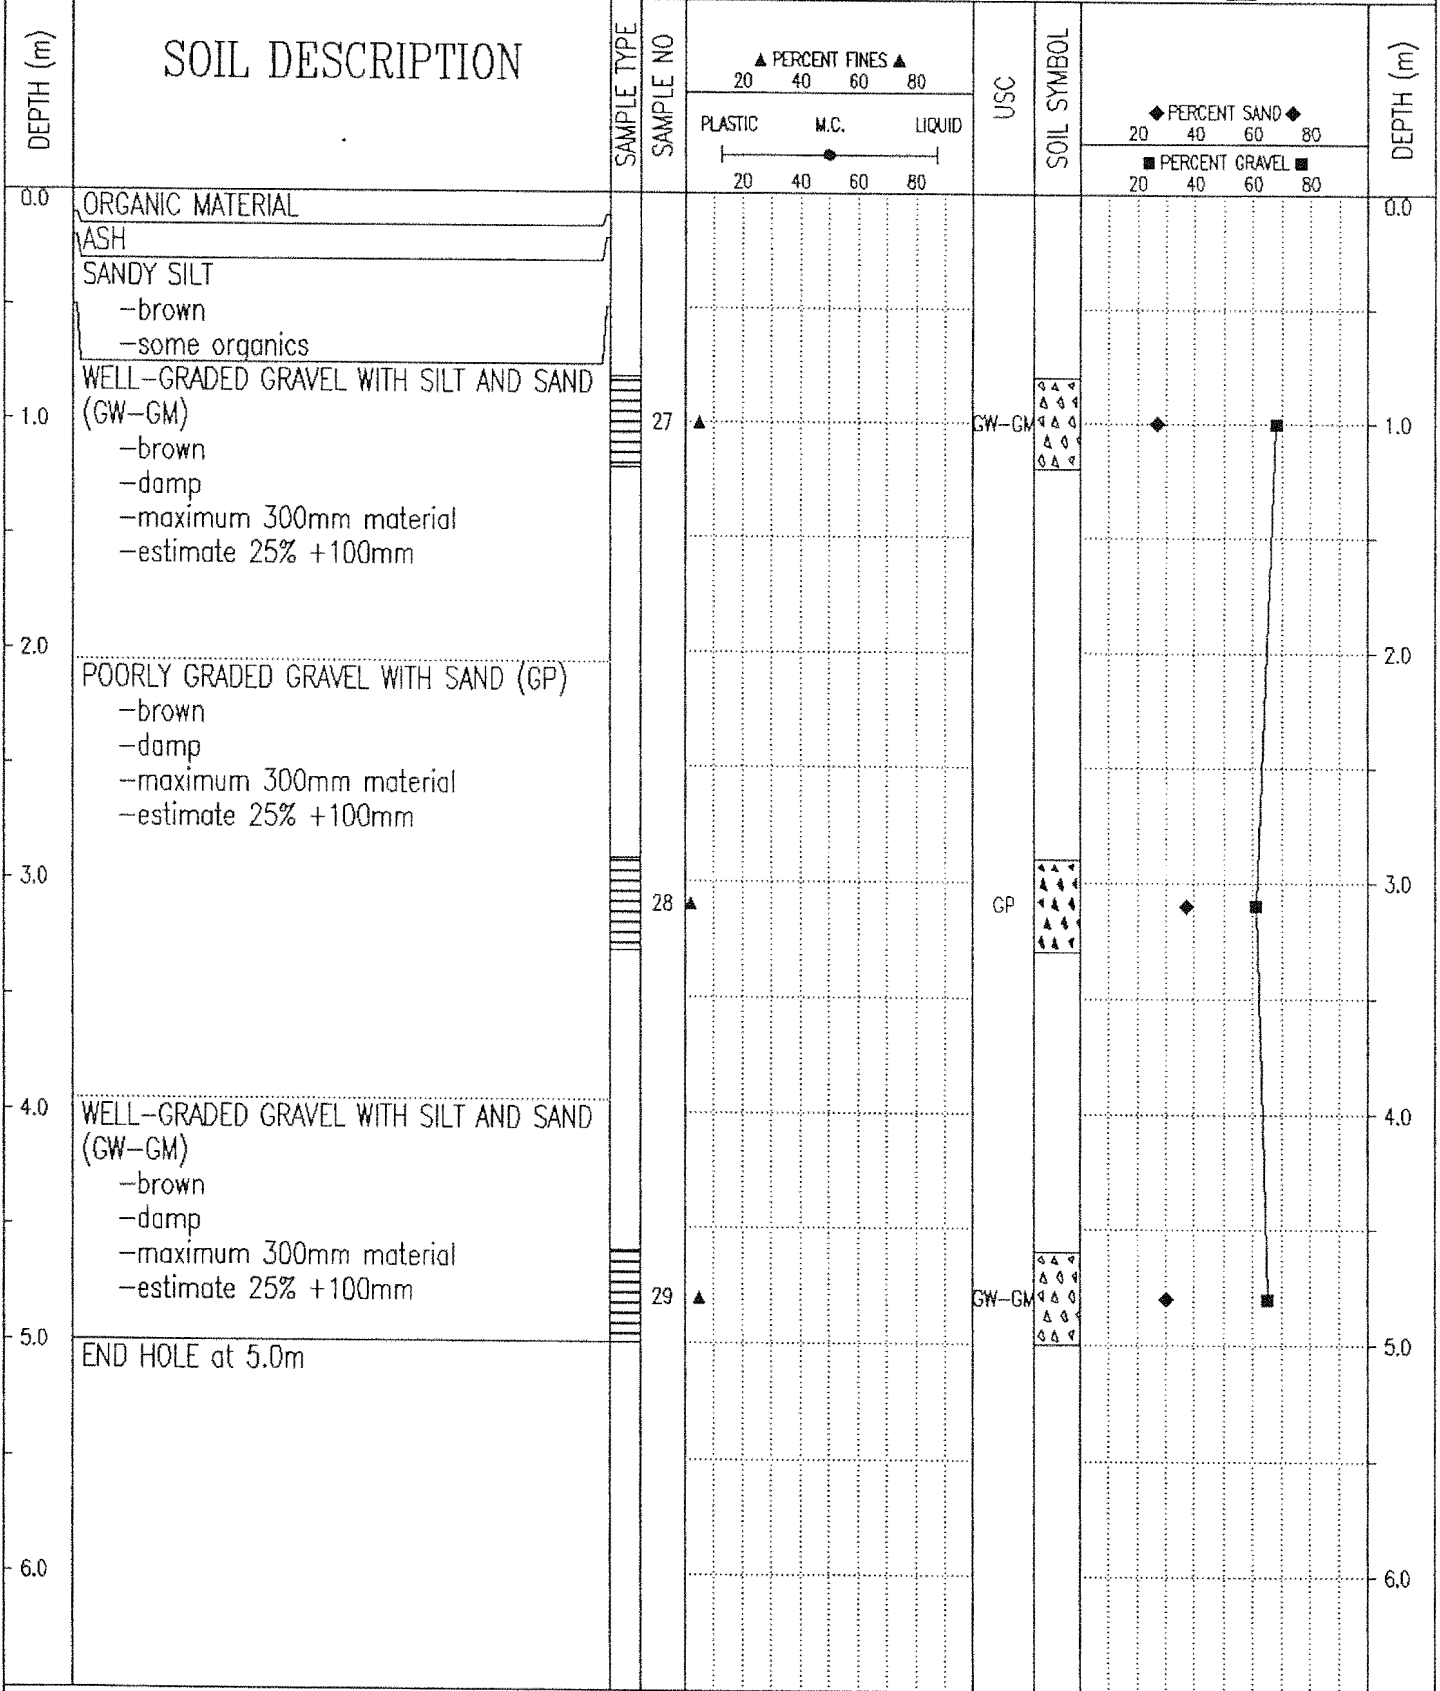 DEPTH (m)
SOIL DESCRIPTION
SAMPLE TYPE
SAMPLE NO
▲ PERCENT FINES ▲
20 40 60 80
PLASTIC M.C. LIQUID
20 40 60 80
USC
SOIL SYMBOL
◆ PERCENT SAND ◆
20 40 60 80
■ PERCENT GRAVEL ■
20 40 60 80
DEPTH (m)
0.0
ORGANIC MATERIAL
0.0
ASH
SANDY SILT
-brown
-some organics
WELL-GRADED GRAVEL WITH SILT AND SAND
1.0
(GW-GM)
27
GW-GM
1.0
-brown
-damp
-maximum 300mm material
-estimate 25% +100mm
2.0
2.0
POORLY GRADED GRAVEL WITH SAND (GP)
-brown
-damp
-maximum 300mm material
-estimate 25% +100mm
3.0
3.0
28
GP
4.0
WELL-GRADED GRAVEL WITH SILT AND SAND
4.0
(GW-GM)
-brown
-damp
-maximum 300mm material
-estimate 25% +100mm
29
GW-GM
5.0
5.0
END HOLE at 5.0m
6.0
6.0